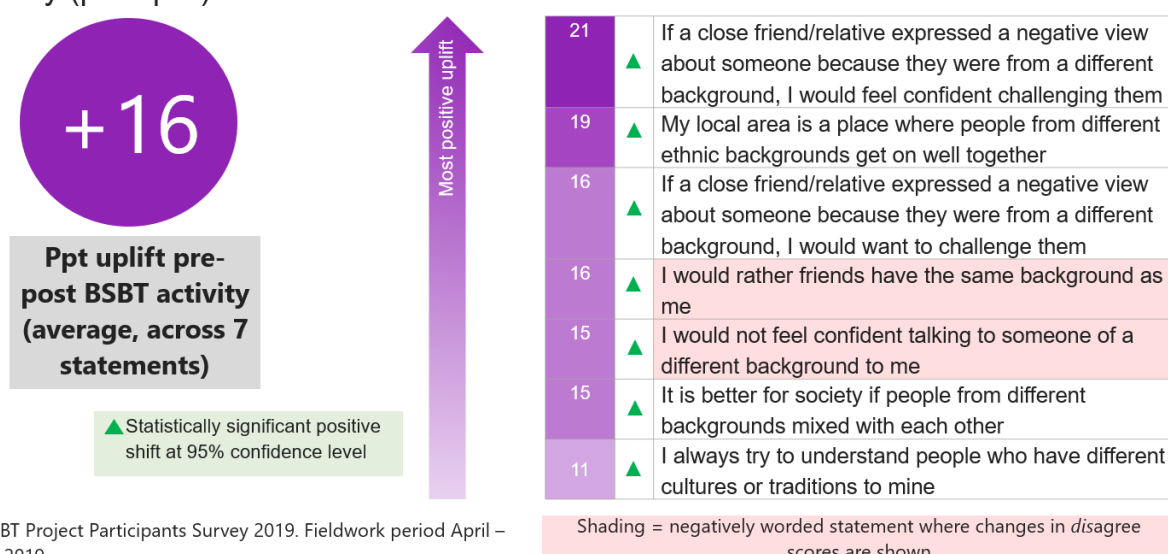 +16
Ppt uplift pre-
post BSBT activity
(average, across 7
statements)
▲Statistically significant positive
shift at 95% confidence level
Most positive uplift
21
If a close friend/relative expressed a negative view
about someone because they were from a different
background, I would feel confident challenging them
19
My local area is a place where people from different
ethnic backgrounds get on well together
16
If a close friend/relative expressed a negative view
about someone because they were from a different
background, I would want to challenge them
16
I would rather friends have the same background as
me
15
I would not feel confident talking to someone of a
different background to me
15
It is better for society if people from different
backgrounds mixed with each other
11
I always try to understand people who have different
cultures or traditions to mine
BT Project Participants Survey 2019. Fieldwork period April –
2019
Shading = negatively worded statement where changes in disagree
scores are shown